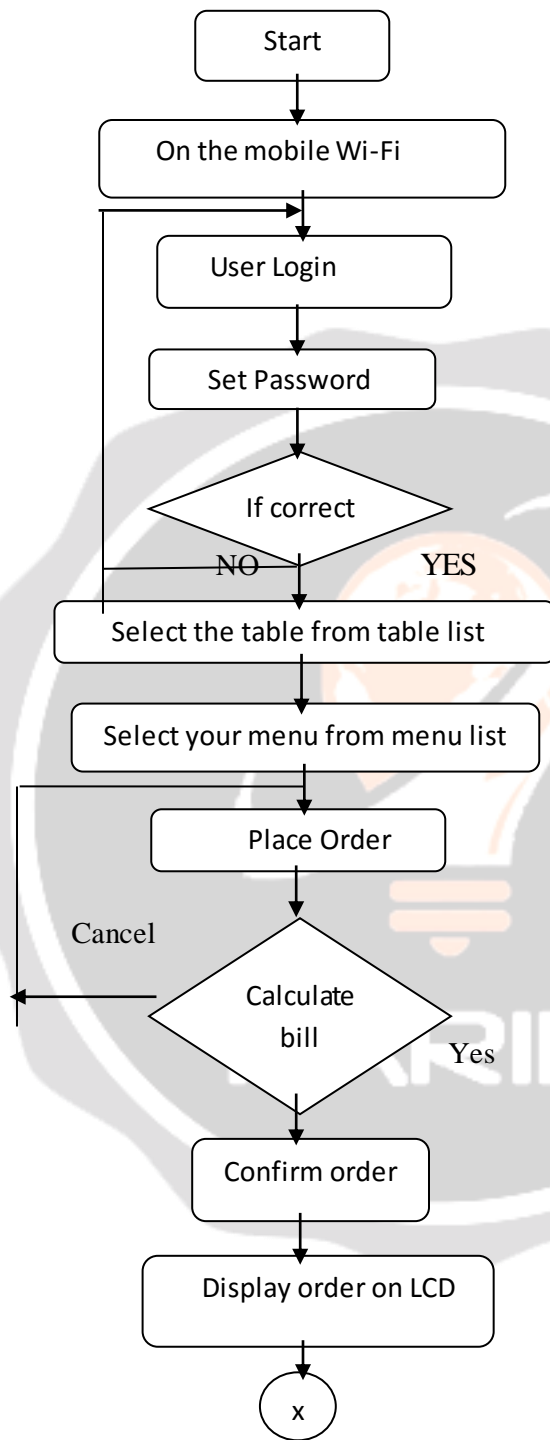 Start
On the mobile Wi-Fi
User Login
Set Password
If correct
NO YES
Select the table from table list
Select your menu from menu list
Place Order
Cancel
Calculate
bill
Yes
Confirm order
Display order on LCD
x